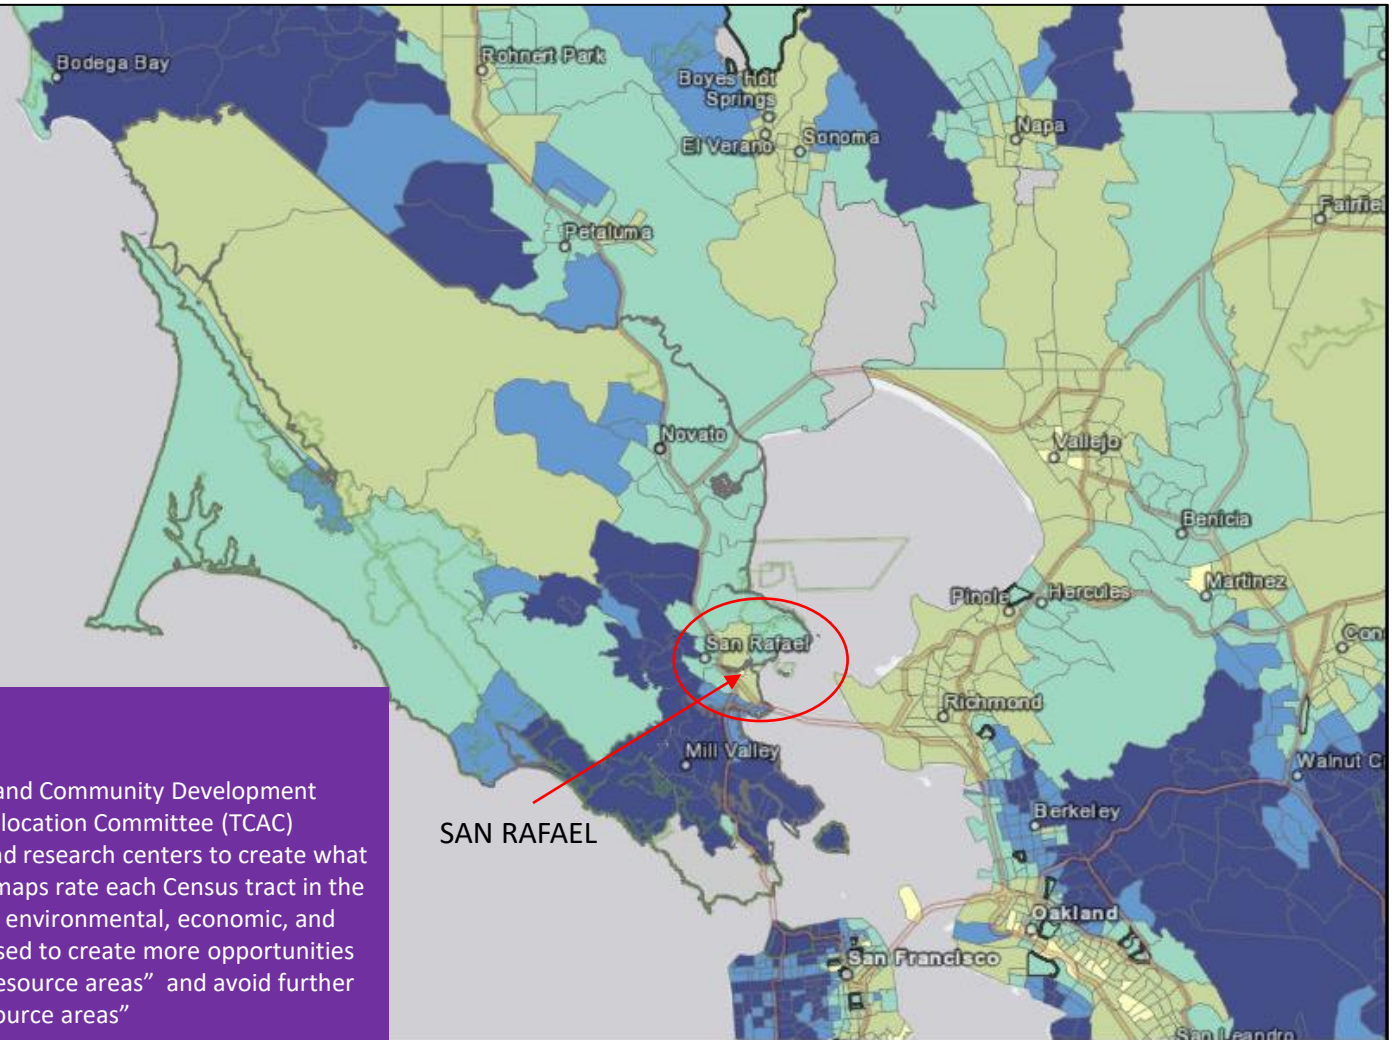 Bodega Bay
Rohnert Park
Boyes Hot
Springs
El Verano
Sonoma
Napa
Petaluma
Novato
Vallejo
Benicia
Martinez
Pinole
Hercules
San Rafael
Richmond
Mill Valley
Berkeley
Oakland
San Francisco
San Leandro
SAN RAFAEL
and Community Development
location Committee (TCAC)
research centers to create what
maps rate each Census tract in the
environmental, economic, and
sed to create more opportunities
esource areas” and avoid further
ource areas”